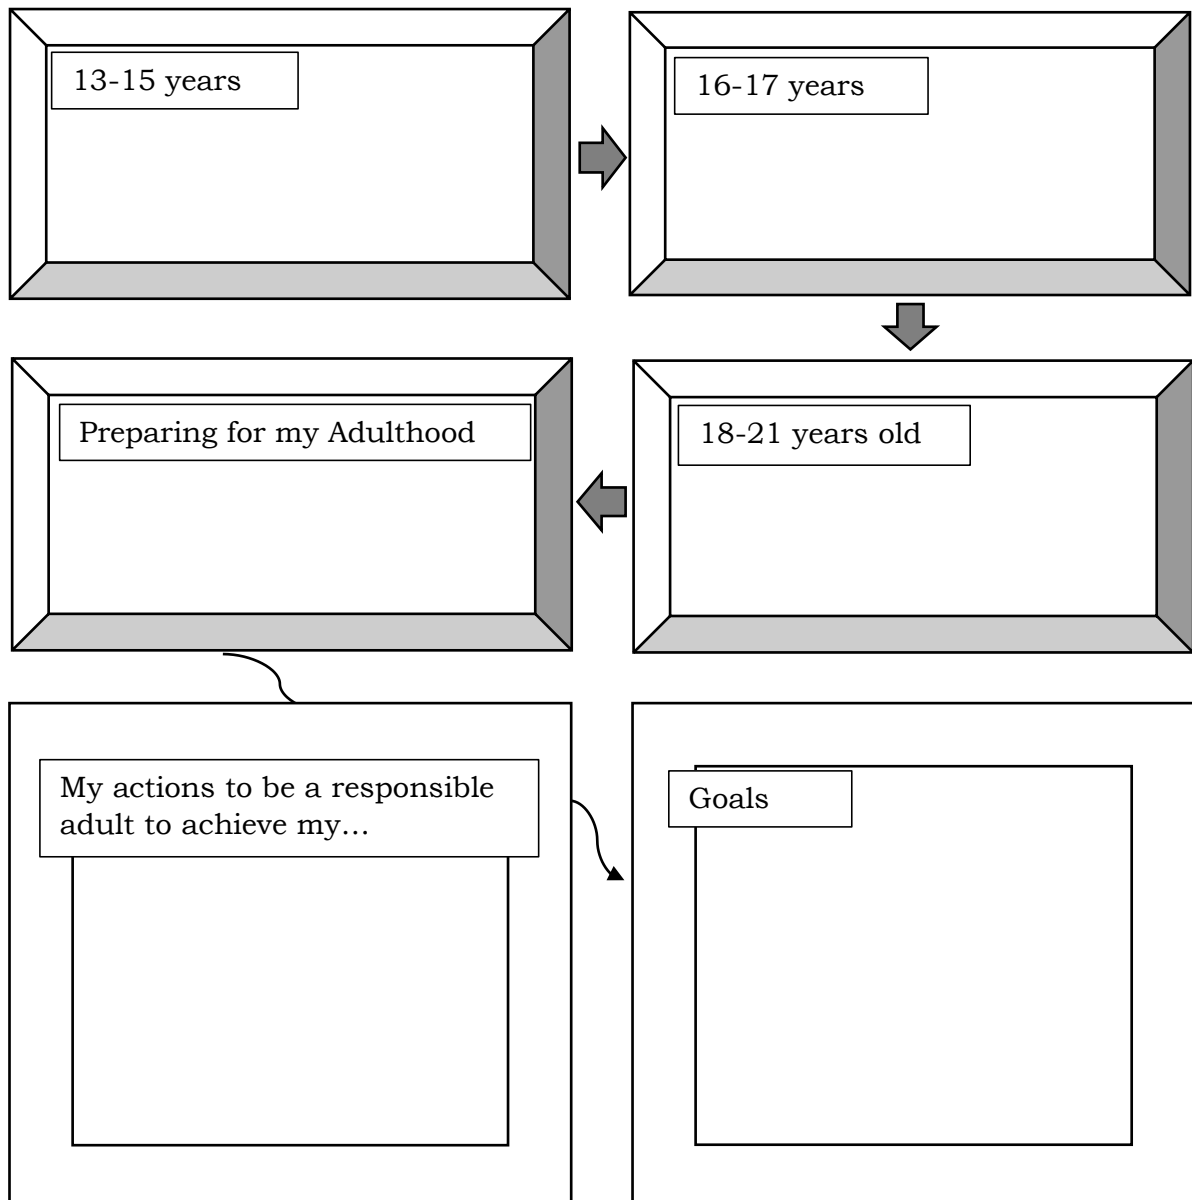 13-15 years
16-17 years
18-21 years old
Preparing for my Adulthood
My actions to be a responsible
adult to achieve my…
Goals